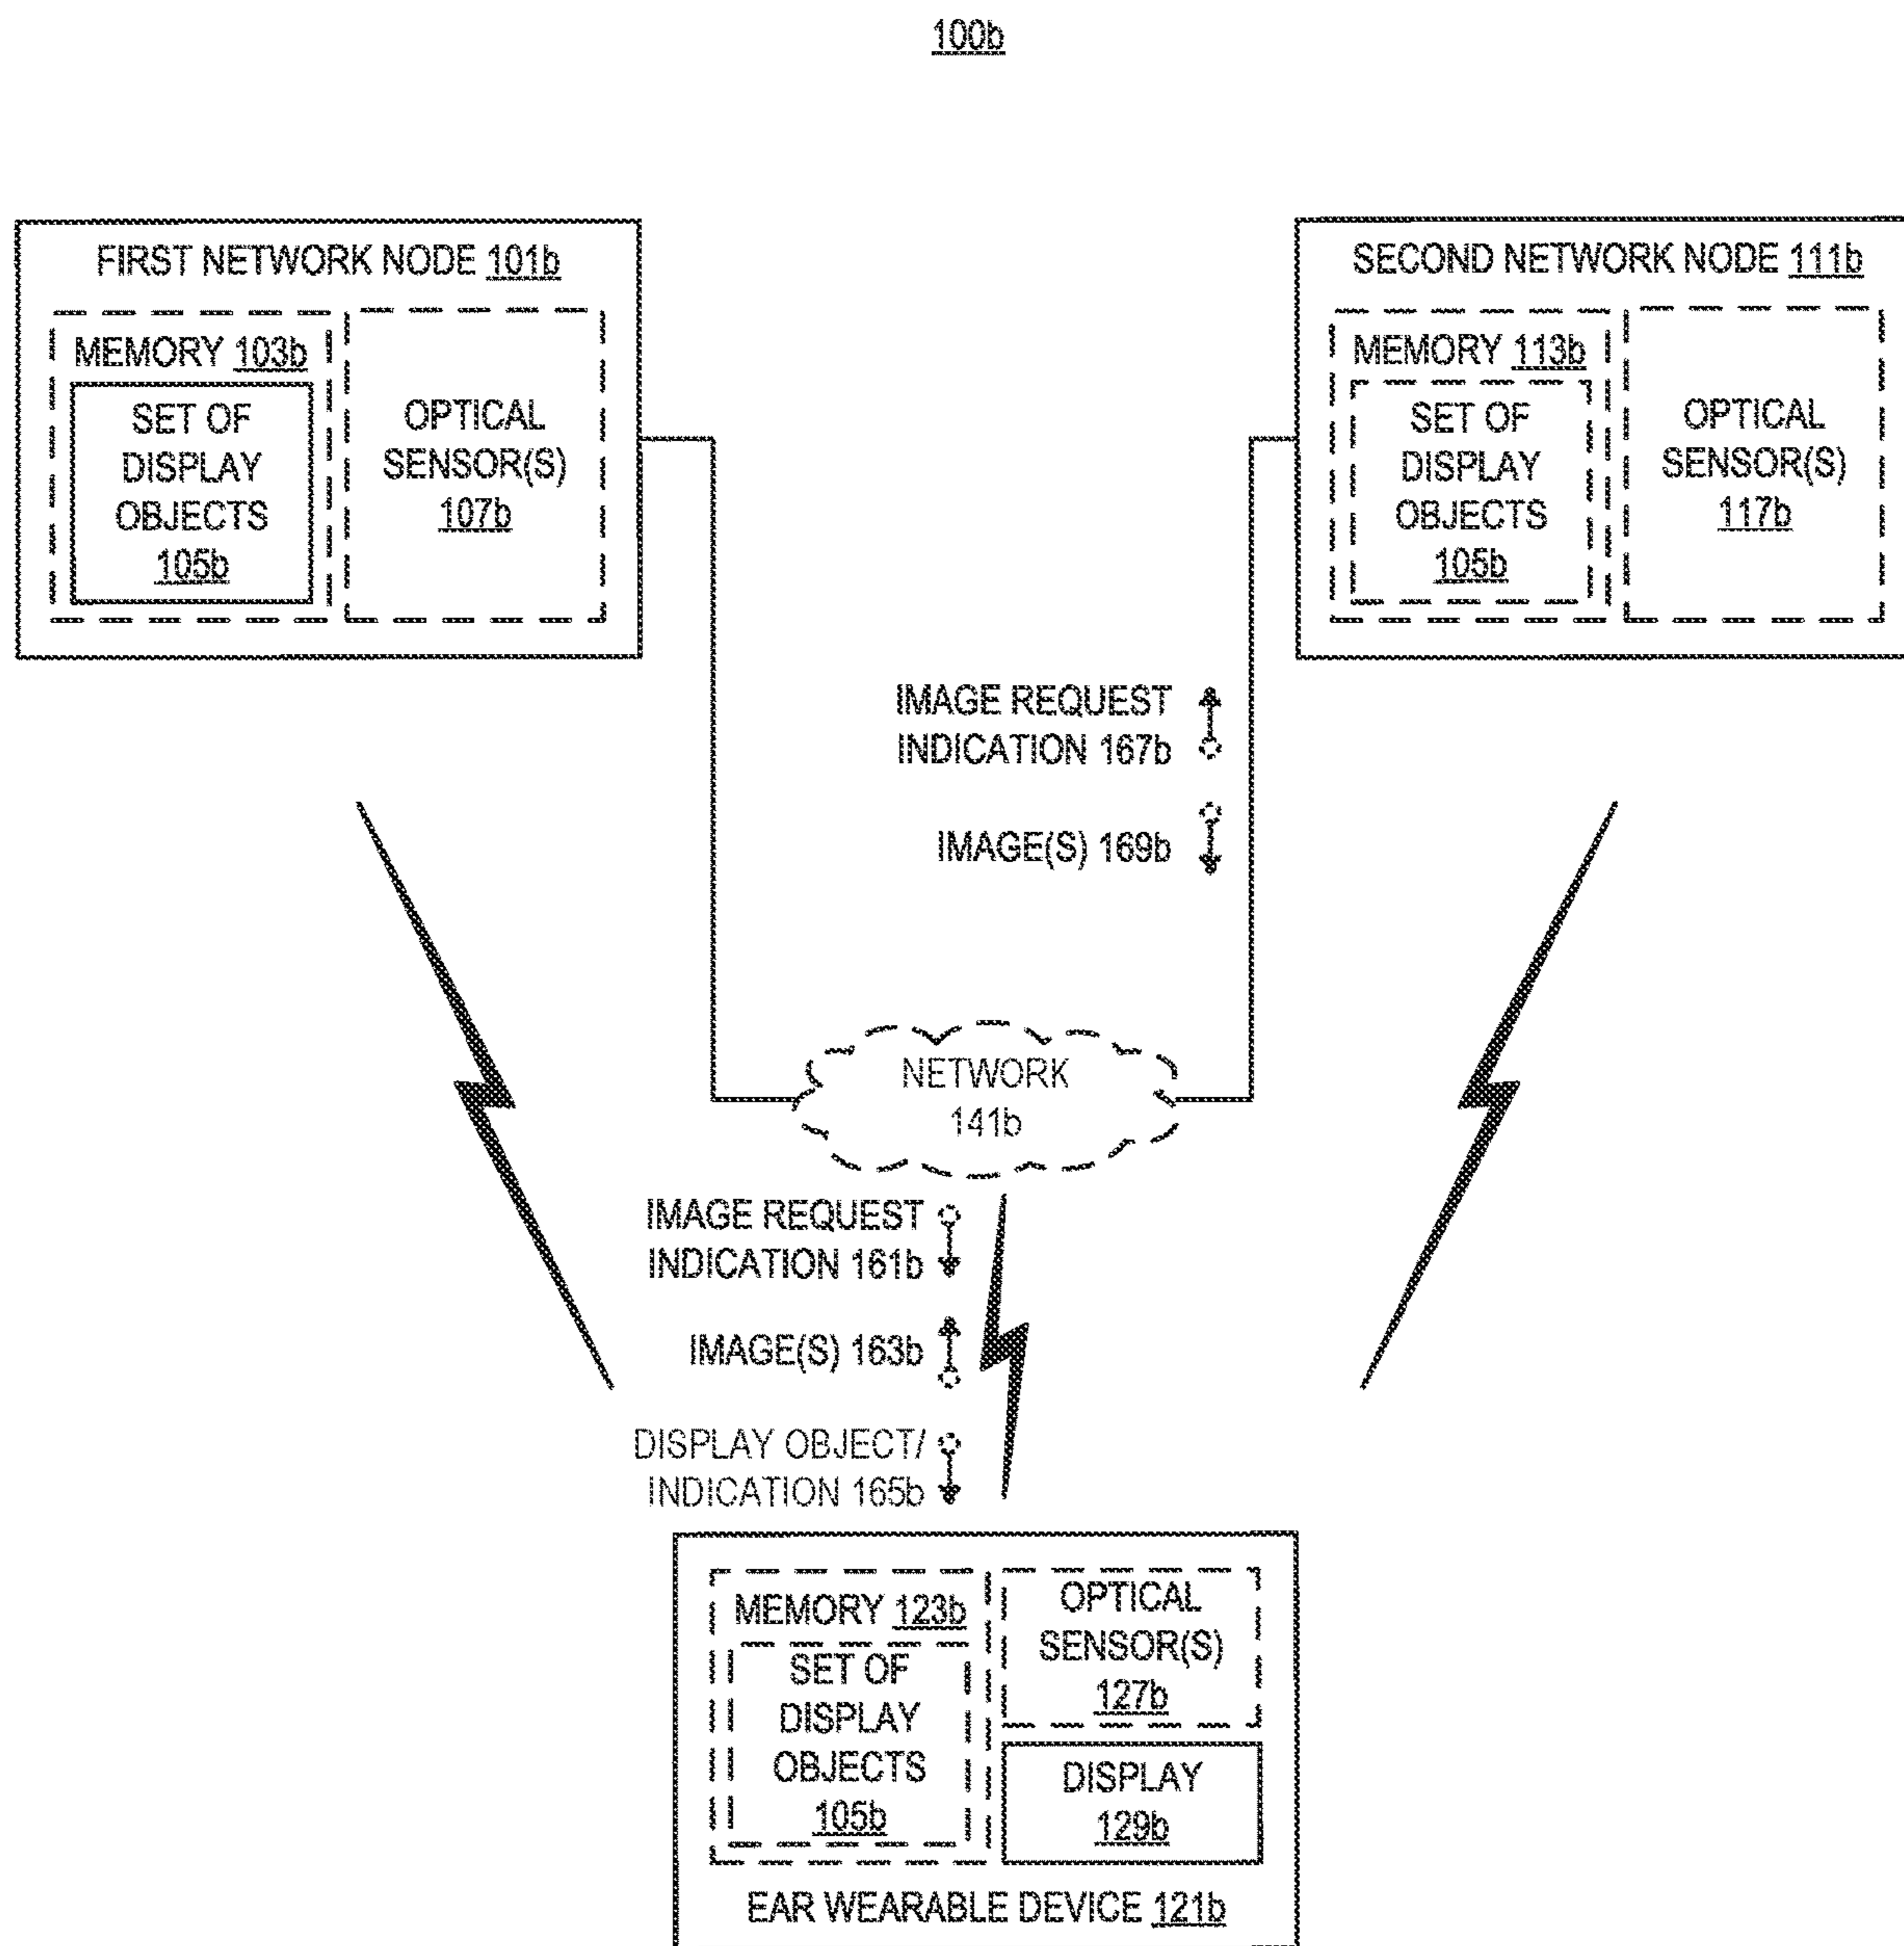 100b
FIRST NETWORK NODE 101b
MEMORY 103b
SET OF
DISPLAY
OBJECTS
105b
OPTICAL
SENSOR(S)
107b
SECOND NETWORK NODE 111b
MEMORY 113b
SET OF
DISPLAY
OBJECTS
105b
OPTICAL
SENSOR(S)
117b
IMAGE REQUEST
INDICATION 167b
IMAGE(S) 169b
NETWORK
141b
IMAGE REQUEST
INDICATION 161b
IMAGE(S) 163b
DISPLAY OBJECT/
INDICATION 165b
MEMORY 123b
SET OF
DISPLAY
OBJECTS
105b
OPTICAL
SENSOR(S)
127b
DISPLAY
129b
EAR WEARABLE DEVICE 121b